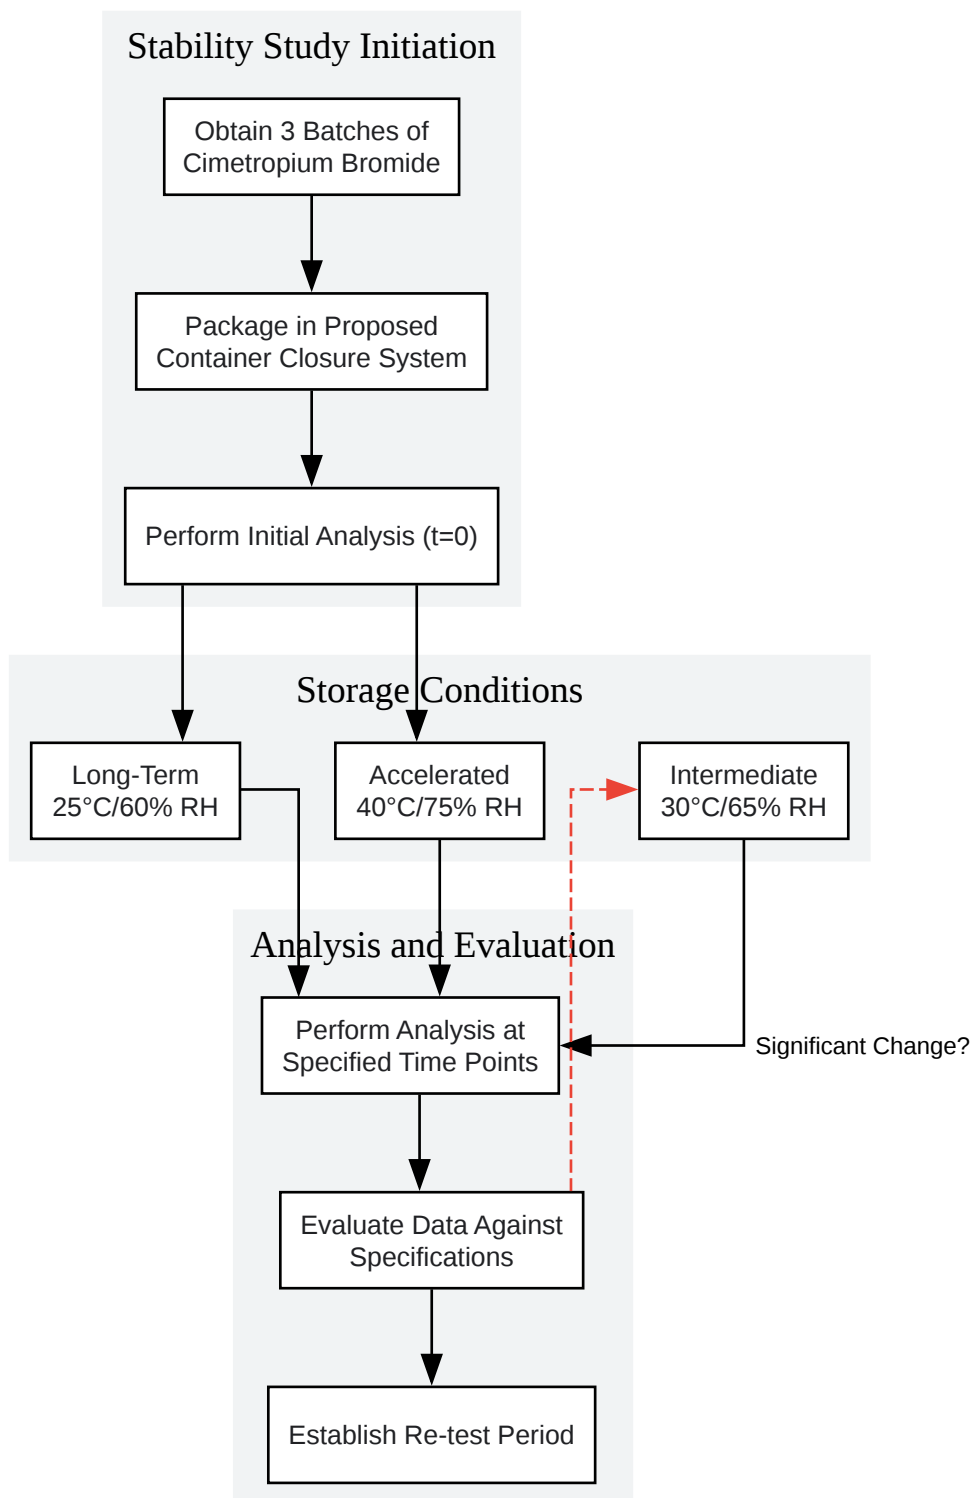 Stability Study Initiation
Obtain 3 Batches of
Cimetropium Bromide
Package in Proposed
Container Closure System
Perform Initial Analysis (t=0)
Storage Conditions
Long-Term
25°C/60% RH
Accelerated
40°C/75% RH
Intermediate
30°C/65% RH
Analysis and Evaluation
Perform Analysis at
Specified Time Points
Significant Change?
Evaluate Data Against
Specifications
Establish Re-test Period